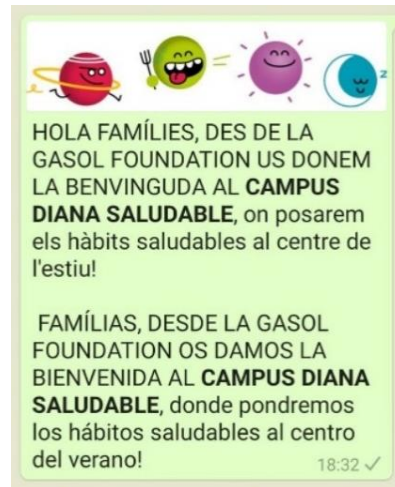 z
HOLA FAMÍLIES, DES DE LA
GASOL FOUNDATION US DONEM
LA BENVINGUDA AL CAMPUS
DIANA SALUDABLE, on posarem
els hàbits saludables al centre de
l'estiu!
FAMÍLIAS, DESDE LA GASOL
FOUNDATION OS DAMOS LA
BIENVENIDA AL CAMPUS DIANA
SALUDABLE, donde pondremos
los hábitos saludables al centro
del verano!
18:32